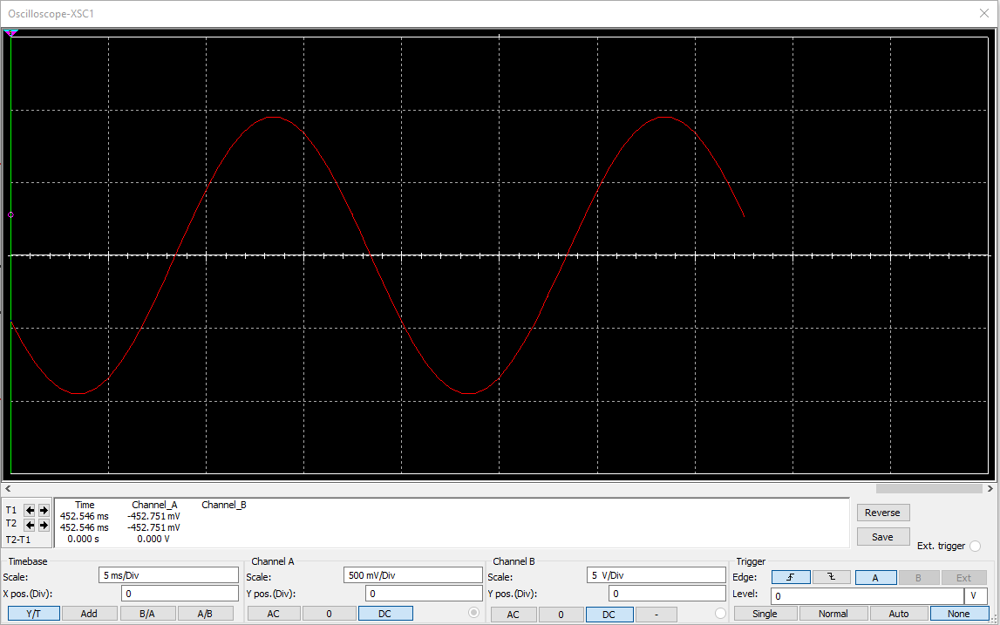 Oscilloscope-XSC1
Time Channel_A Channel_B
T1 452.546 ms -452.751 mV
T2 452.546 ms -452.751 mV
T2-T1 0.000 s 0.000 V
Reverse
Save
Ext. trigger
Timebase
Scale: 5 ms/Div
X pos.(Div): 0
Y/T Add B/A A/B
Channel A
Scale: 500 mV/Div
Y pos.(Div): 0
AC 0 DC
Channel B
Scale: 5 V/Div
Y pos.(Div): 0
AC 0 DC -
Trigger
Edge: A B Ext
Level: 0 V
Single Normal Auto None